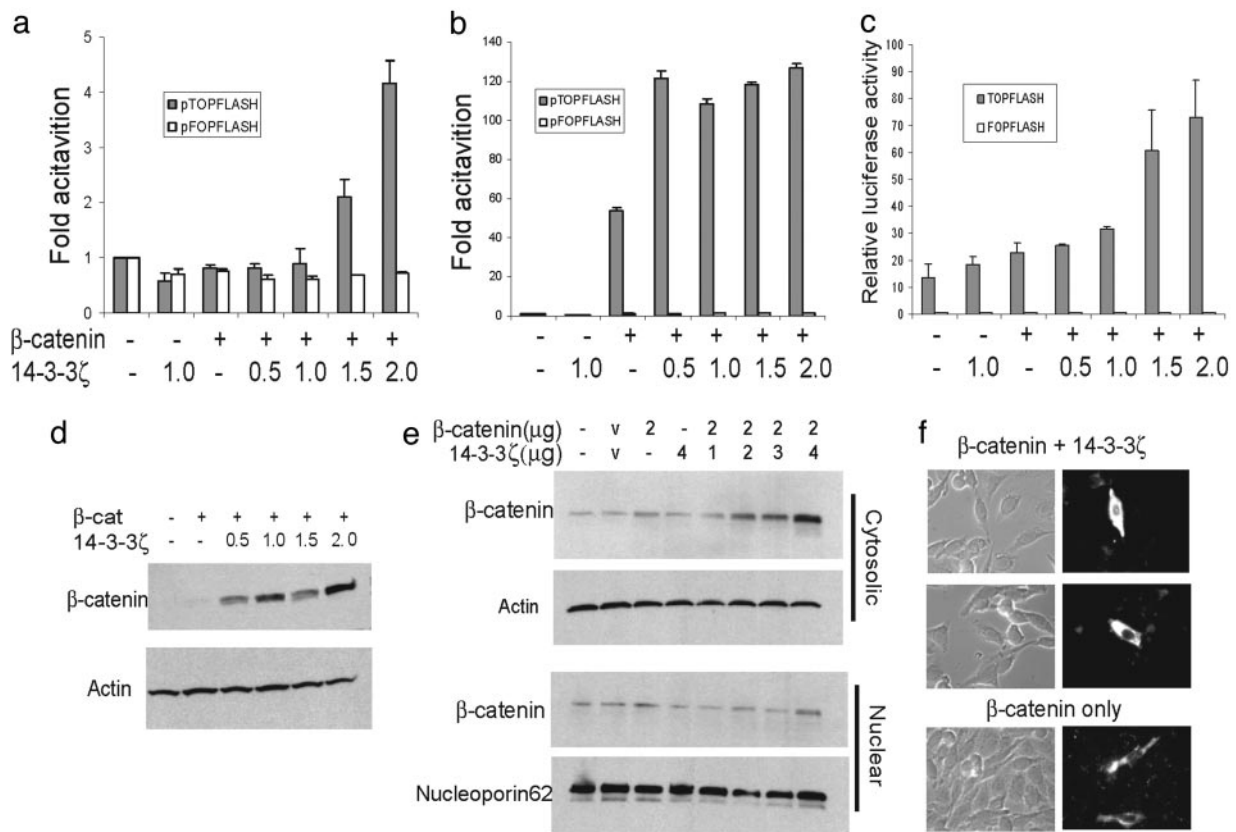 a
Fold acitavition
5
4
3
2
1
0
pTOPFLASH
pFOPFLASH
β-catenin - - + + + + +
14-3-3ζ - 1.0 - 0.5 1.0 1.5 2.0
b
Fold acitavition
140
120
100
80
60
40
20
0
pTOPFLASH
pFOPFLASH
- - + + + + +
- 1.0 - 0.5 1.0 1.5 2.0
c
Relative luciferase activity
100
90
80
70
60
50
40
30
20
10
0
TOPFLASH
FOPFLASH
- - + + + + +
- 1.0 - 0.5 1.0 1.5 2.0
d
β-cat - + + + + +
14-3-3ζ - - 0.5 1.0 1.5 2.0
β-catenin
Actin
e
β-catenin(μg) - v 2 - 2 2 2 2
14-3-3ζ(μg) - v - 4 1 2 3 4
β-catenin
Actin
Cytosolic
β-catenin
Nucleoporin62
Nuclear
f
β-catenin + 14-3-3ζ
β-catenin only